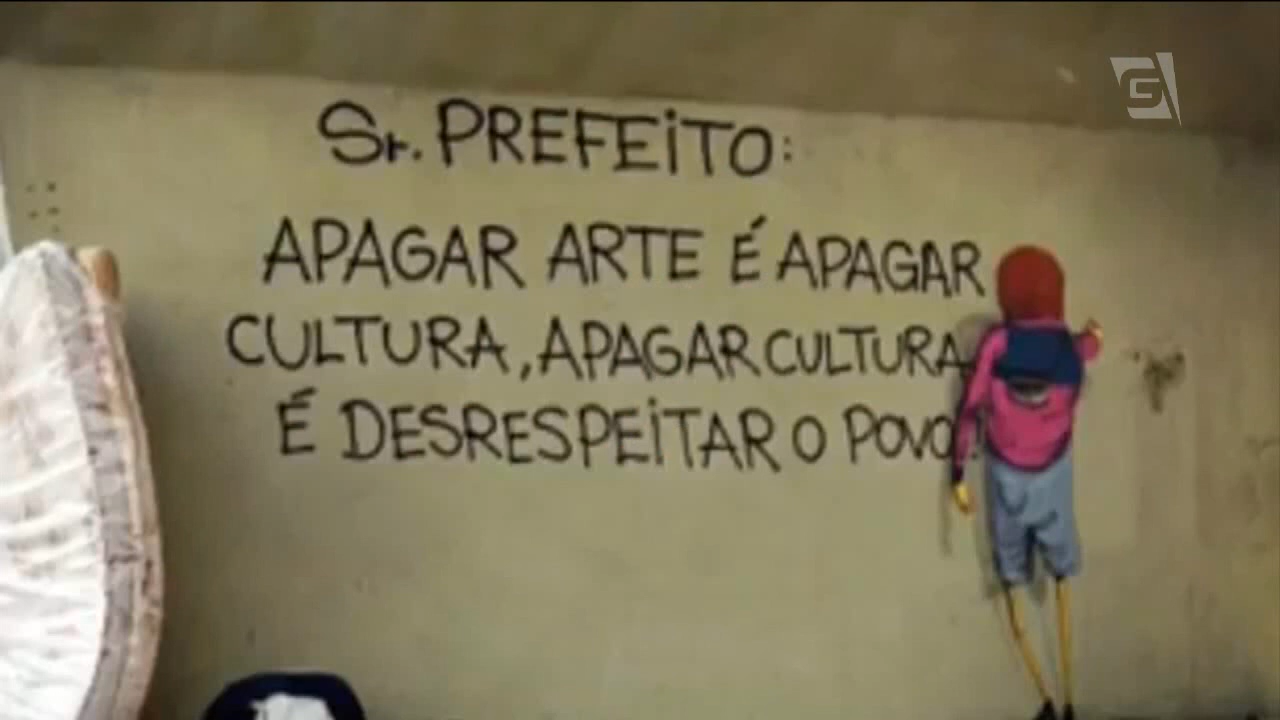 Sr. PREFEITO:
APAGAR ARTE É APAGAR
CULTURA, APAGAR CULTURA
É DESRESPEITAR O POVO!